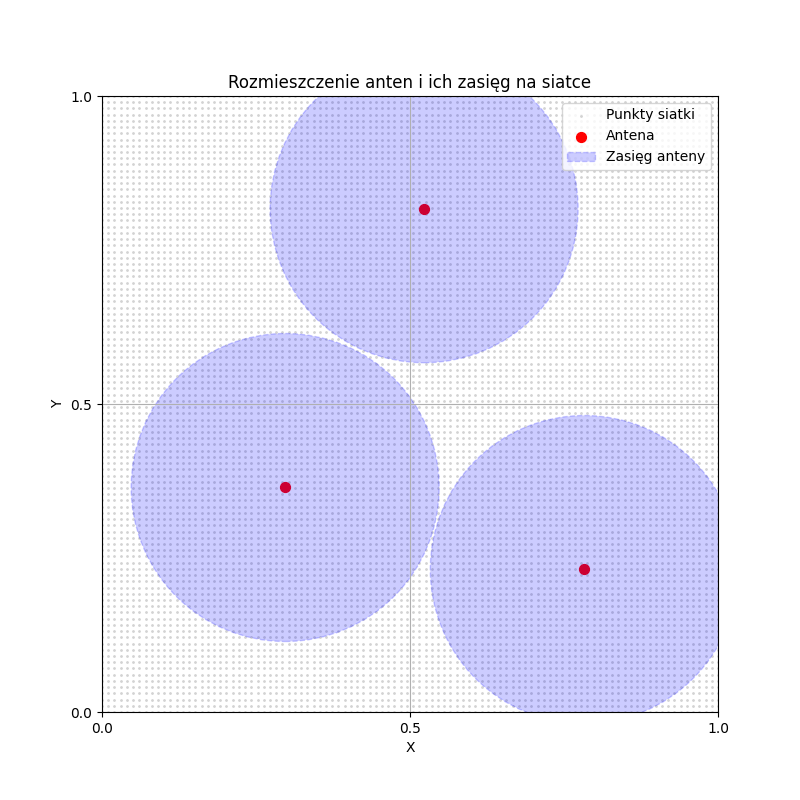 Rozmieszczenie anten i ich zasięg na siatce
Punkty siatki
Antena
Zasięg anteny
1.0
Y
0.5
0.0
0.0 0.5 1.0
X